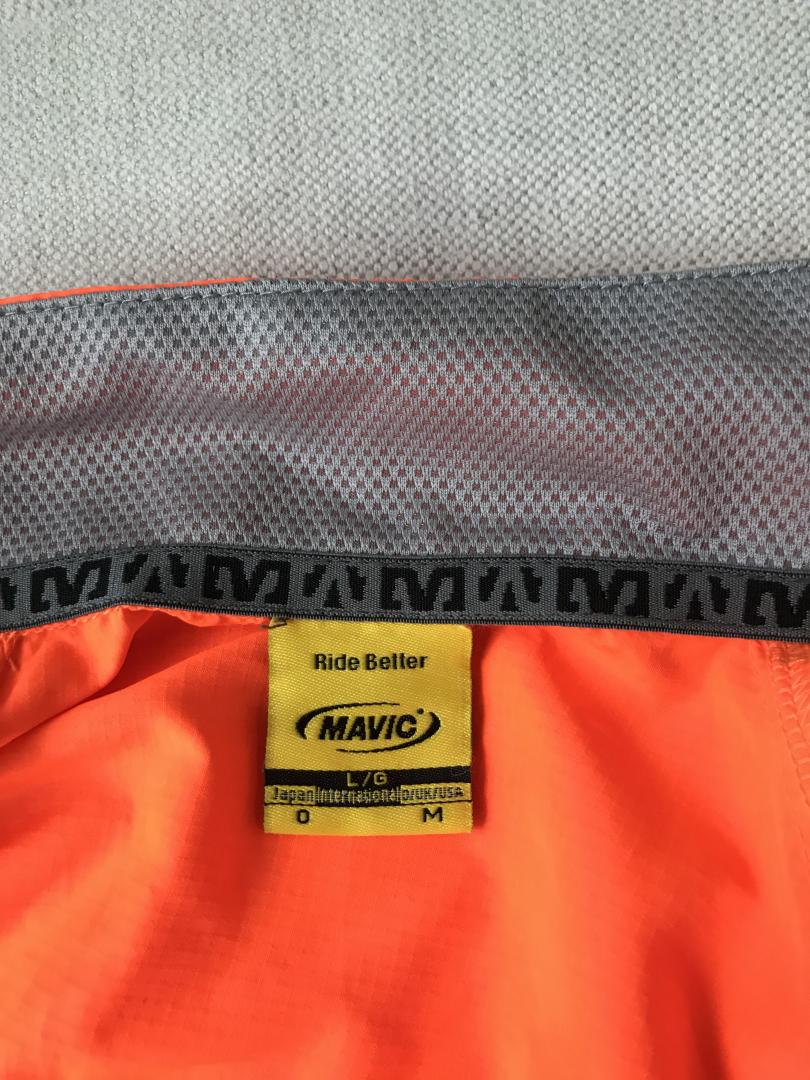 Ride Better
MAVIC
L/G
Japan International D/UK/USA
O M